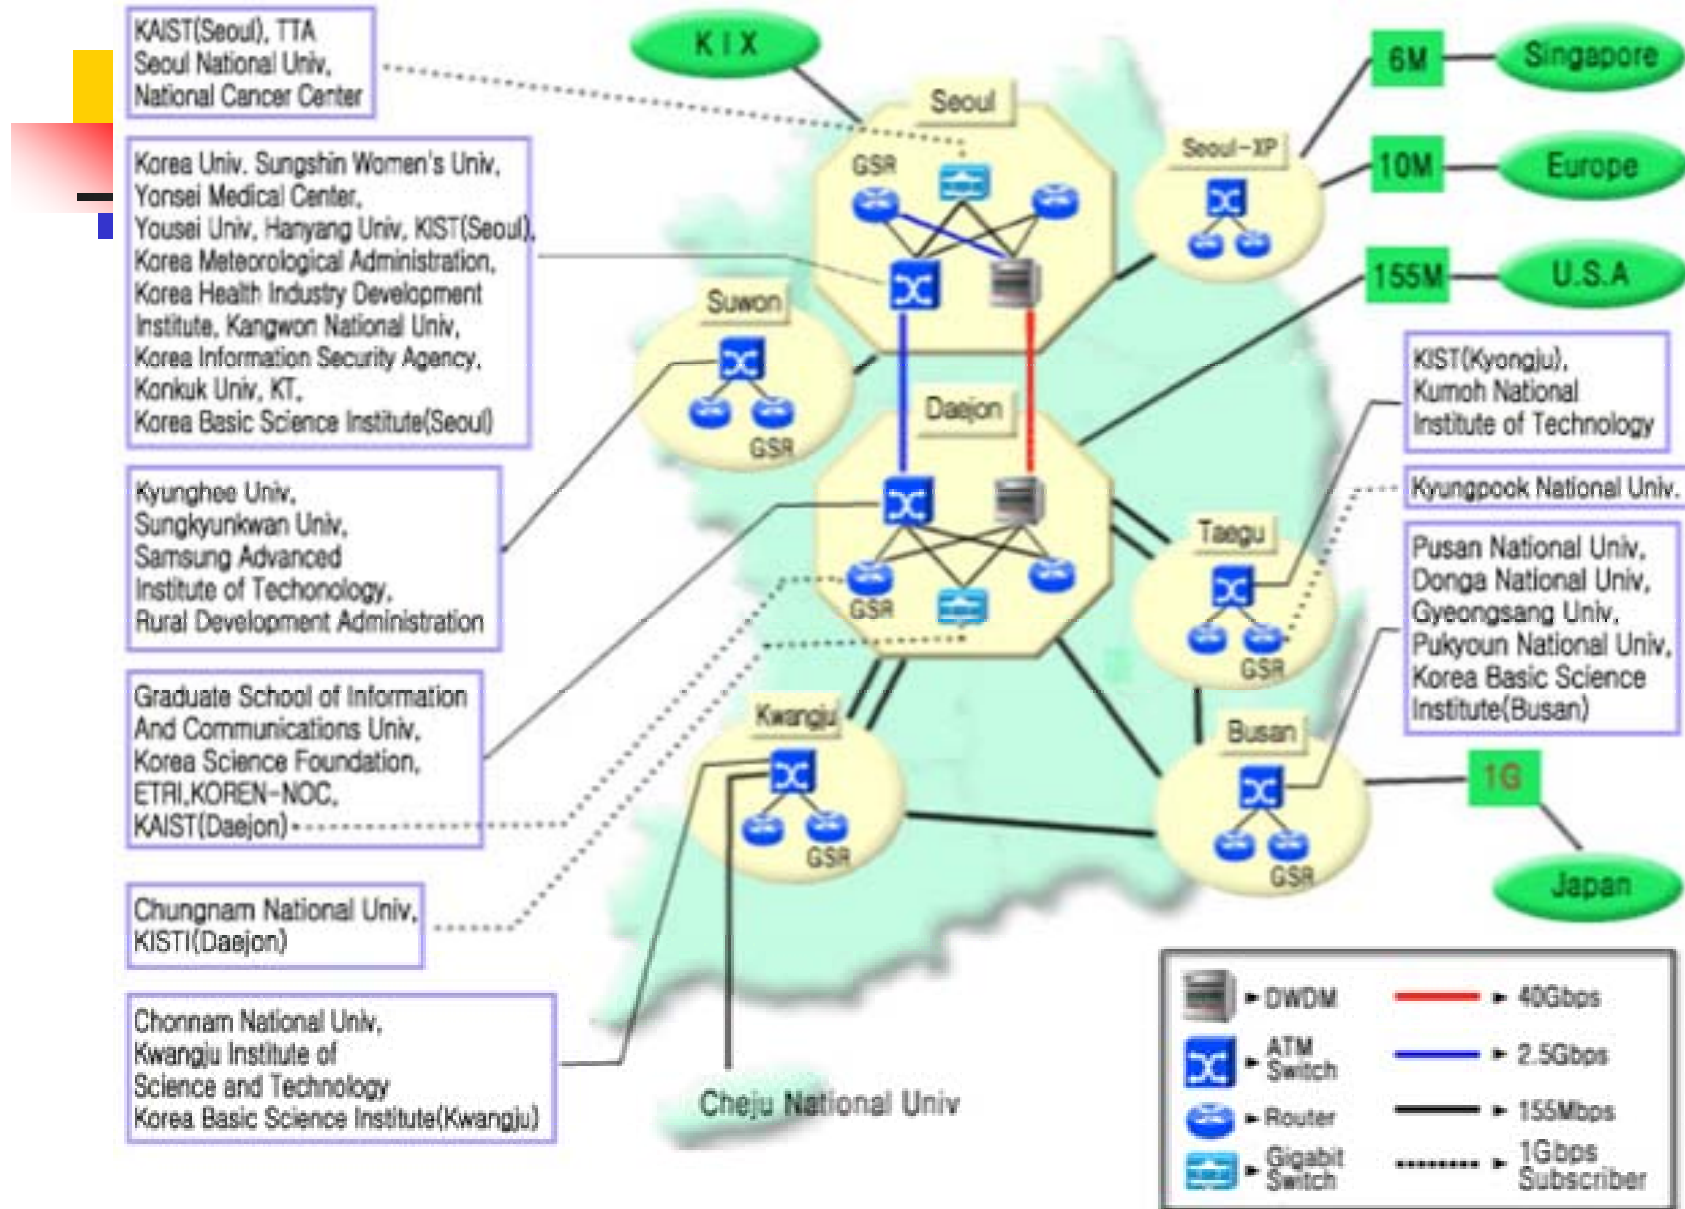 KAIST(Seoul), TTA
Seoul National Univ,
National Cancer Center
Korea Univ. Sungshin Women's Univ,
Yonsei Medical Center,
Yousei Univ, Hanyang Univ, KIST(Seoul),
Korea Meteorological Administration,
Korea Health Industry Development
Institute, Kangwon National Univ,
Korea Information Security Agency,
Konkuk Univ, KT,
Korea Basic Science Institute(Seoul)
Kyunghee Univ,
Sungkyunkwan Univ,
Samsung Advanced
Institute of Techonology,
Rural Development Administration
Graduate School of Information
And Communications Univ,
Korea Science Foundation,
ETRI,KOREN-NOC,
KAIST(Daejon)
Chungnam National Univ,
KISTI(Daejon)
Chonnam National Univ,
Kwangju Institute of
Science and Technology
Korea Basic Science Institute(Kwangju)
KIX
Seoul
GSR
Seoul-XP
Suwon
GSR
Daejon
GSR
Taegu
GSR
Kwangju
GSR
Busan
GSR
Cheju National Univ
6M
Singapore
10M
Europe
155M
U.S.A
KIST(Kyongju),
Kumoh National
Institute of Technology
Kyungpook National Univ.
Pusan National Univ,
Donga National Univ,
Gyeongsang Univ,
Pukyoun National Univ,
Korea Basic Science
Institute(Busan)
1G
Japan
DWDM
ATM
Switch
Router
Gigabit
Switch
40Gbps
2.5Gbps
155Mbps
1Gbps
Subscriber